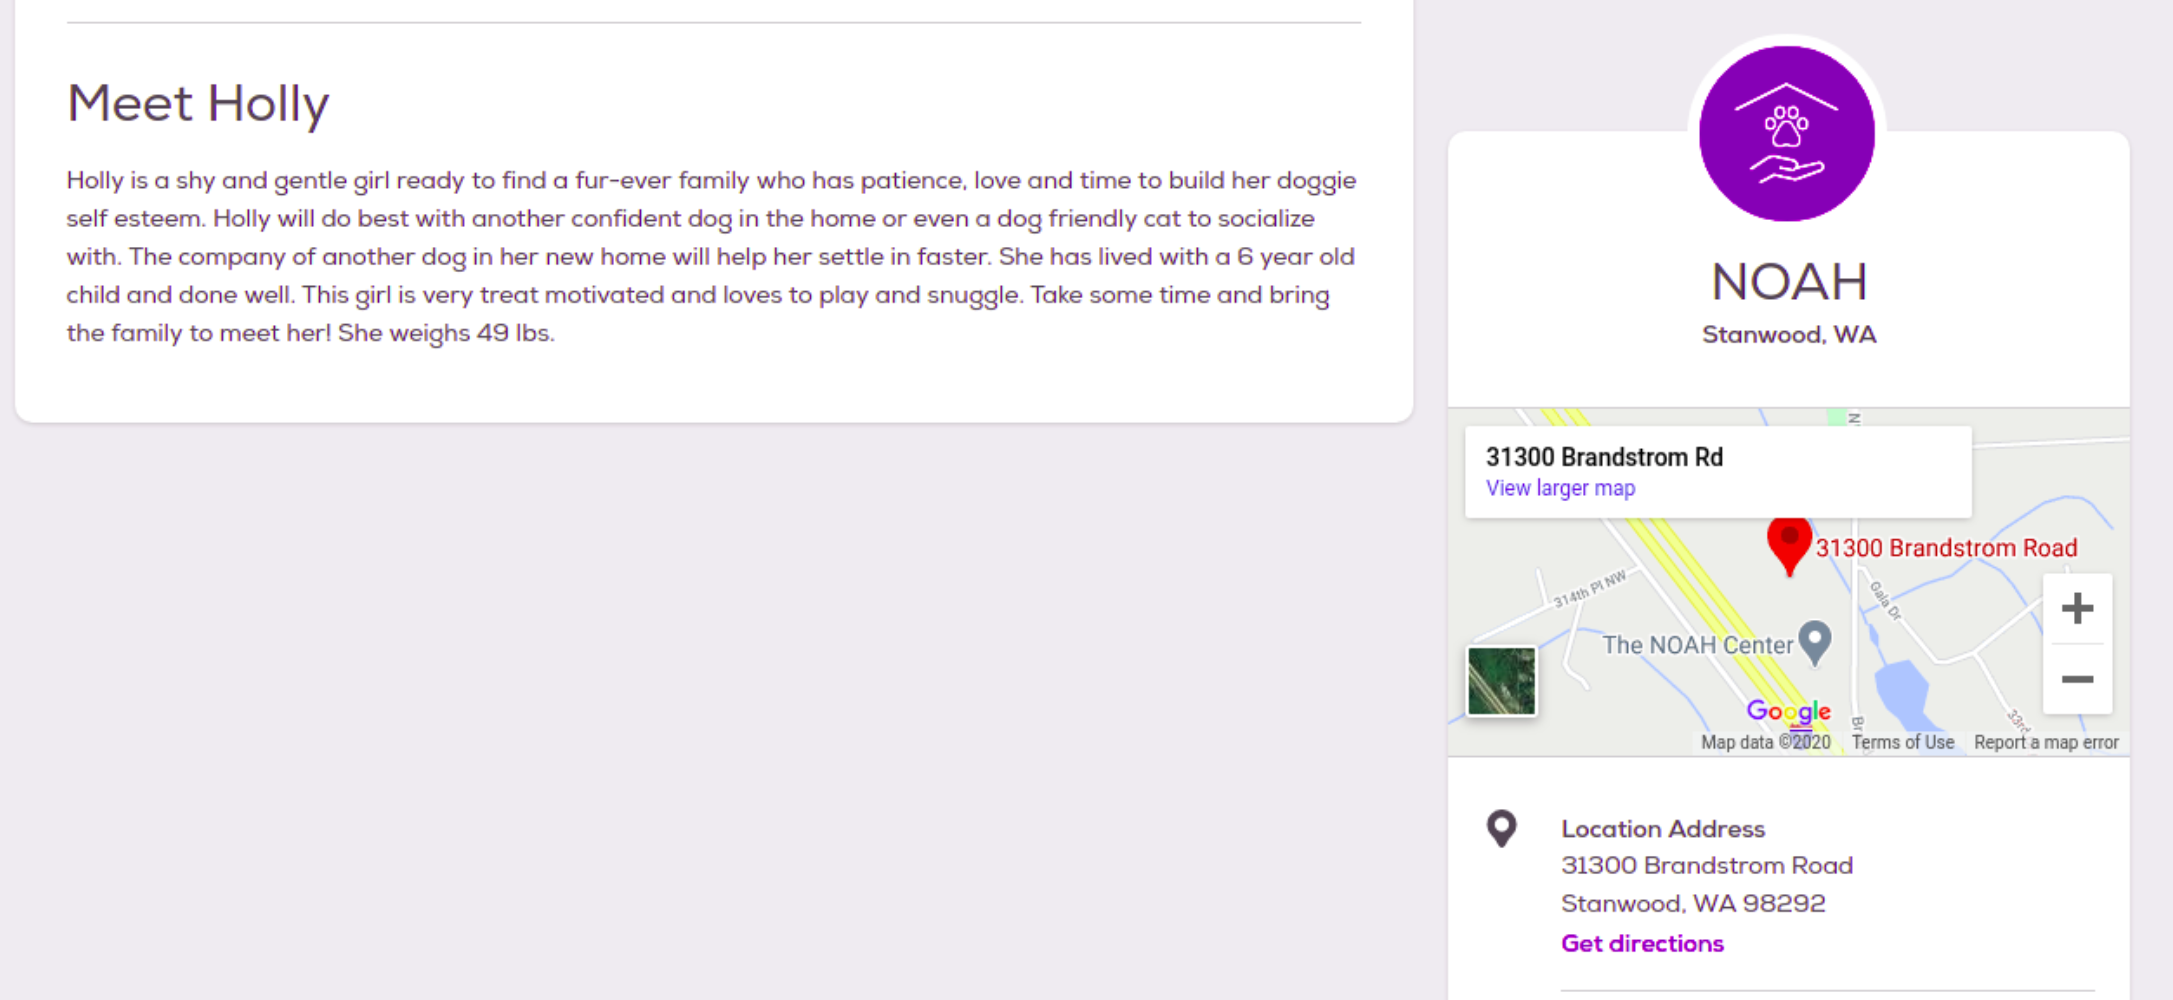 Meet Holly
Holly is a shy and gentle girl ready to find a fur-ever family who has patience, love and time to build her doggie
self esteem. Holly will do best with another confident dog in the home or even a dog friendly cat to socialize
with. The company of another dog in her new home will help her settle in faster. She has lived with a 6 year old
child and done well. This girl is very treat motivated and loves to play and snuggle. Take some time and bring
the family to meet her! She weighs 49 lbs.
NOAH
Stanwood, WA
N
31300 Brandstrom Rd
View larger map
31300 Brandstrom Road
314th Pl NW
Gala Dr
The NOAH Center
Google
33rd
Br
Map data ©2020
Terms of Use
Report a map error
Location Address
31300 Brandstrom Road
Stanwood, WA 98292
Get directions